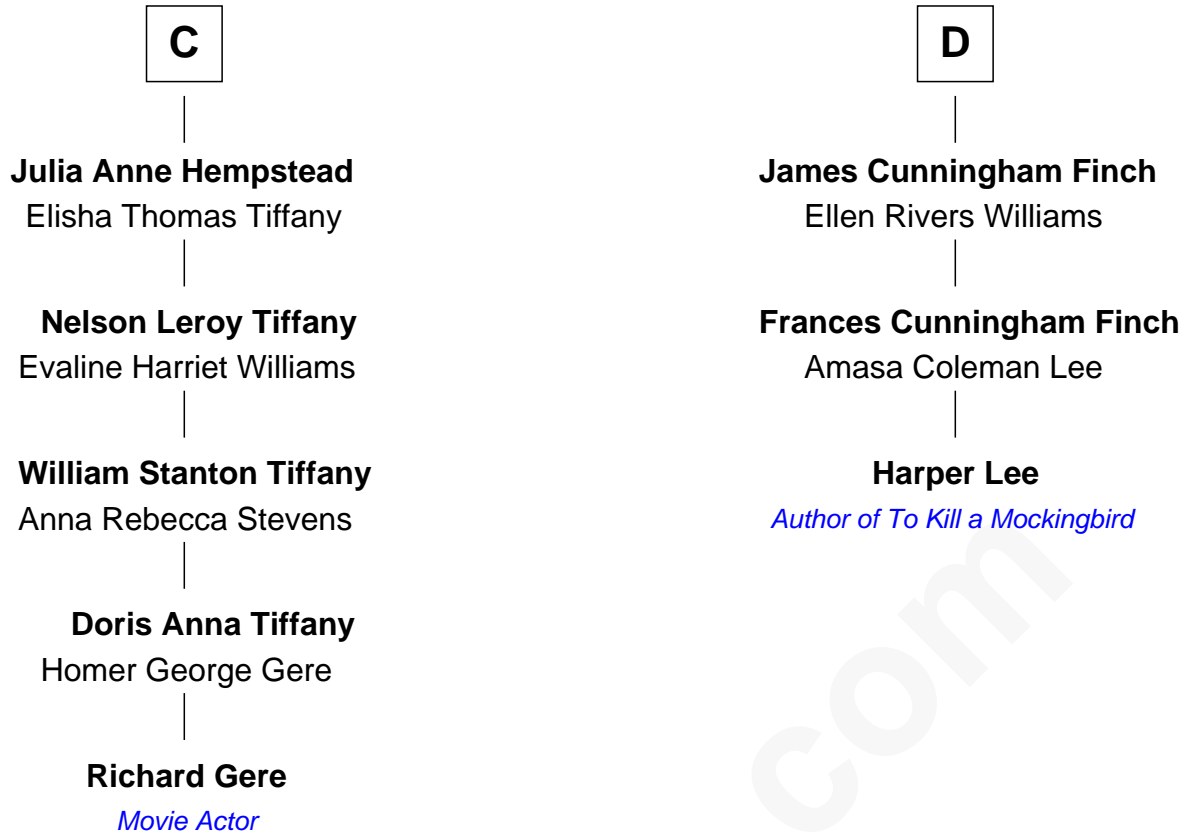 C
Julia Anne Hempstead
Elisha Thomas Tiffany
Nelson Leroy Tiffany
Evaline Harriet Williams
William Stanton Tiffany
Anna Rebecca Stevens
Doris Anna Tiffany
Homer George Gere
Richard Gere
Movie Actor
D
James Cunningham Finch
Ellen Rivers Williams
Frances Cunningham Finch
Amasa Coleman Lee
Harper Lee
Author of To Kill a Mockingbird
com